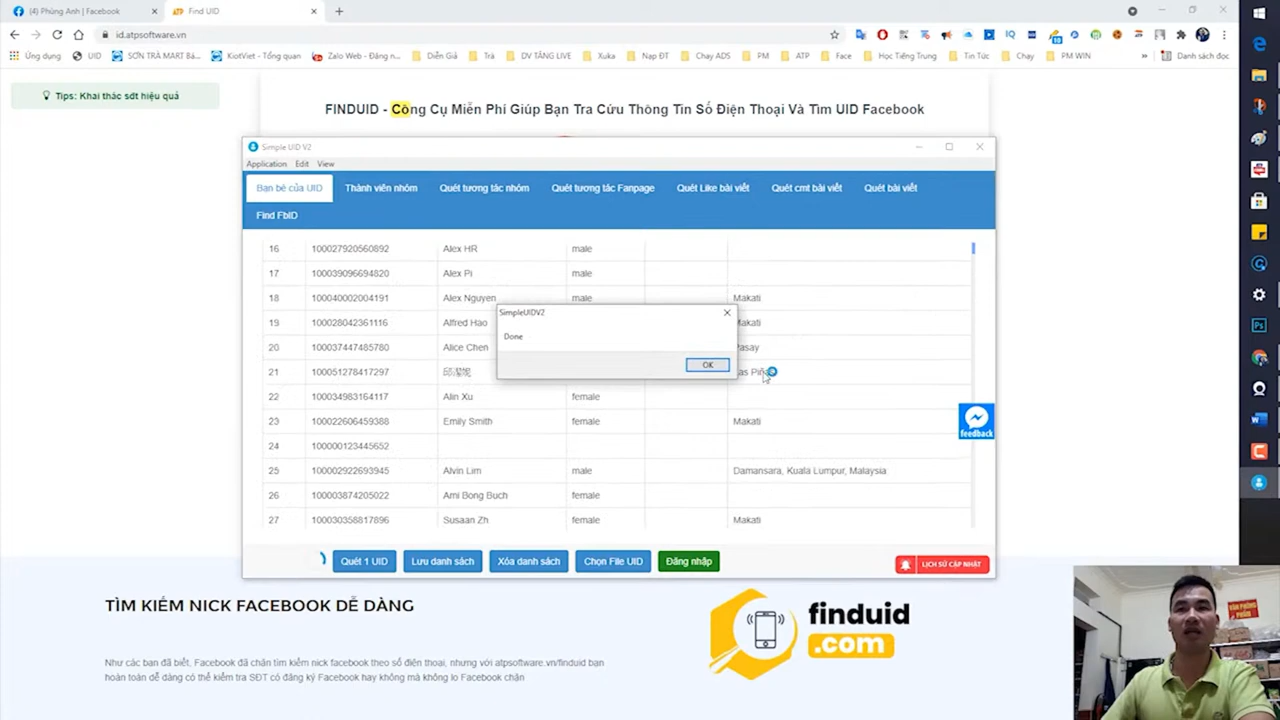 (4) Phùng Anh | Facebook
Find UID
id.atpsoftware.vn
Ứng dụng
UID
SƠN TRÀ MART Bá...
KiotViet - Tổng quan
Zalo Web - Đăng n...
Diễn Giả
Trà
DV TĂNG LIVE
Xuka
Nạp ĐT
Chạy ADS
PM
ATP
Face
Học Tiếng Trung
Tin Tức
Chạy
PM WIN
Danh sách đọc
Tips: Khai thác sđt hiệu quả
FINDUID - Công Cụ Miễn Phí Giúp Bạn Tra Cứu Thông Tin Số Điện Thoại Và Tìm UID Facebook
Simple UID V2
Application Edit View
Bạn bè của UID
Thành viên nhóm
Quét tương tác nhóm
Quét tương tác Fanpage
Quét Like bài viết
Quét cmt bài viết
Quét bài viết
Find FbID
16 100027920560892 Alex HR male
17 100039096694820 Alex Pi male
18 100040002004191 Alex Nguyen male Makati
19 100028042361116 Alfred Hao Makati
20 100037447485780 Alice Chen Pasay
21 100051278417297 邱潔妮
22 100034983164117 Alin Xu female
23 100022606459388 Emily Smith female Makati
24 100000123445652
25 100002922693945 Alvin Lim male Damansara, Kuala Lumpur, Malaysia
26 100003874205022 Ami Bong Buch female
27 100030358817896 Susaan Zh female Makati
SimpleUIDV2
Done
OK
feedback
Quét 1 UID
Lưu danh sách
Xóa danh sách
Chọn File UID
Đăng nhập
LỊCH SỬ CẬP NHẬT
TÌM KIẾM NICK FACEBOOK DỄ DÀNG
Như các bạn đã biết. Facebook đã chặn tìm kiếm nick facebook theo số điện thoại, nhưng với atpsoftware.vn/finduid bạn
hoàn toàn dễ dàng có thể kiểm tra SĐT có đăng ký Facebook hay không mà không lo Facebook chặn
finduid
.com
VĂN PHÒNG
PHẨM